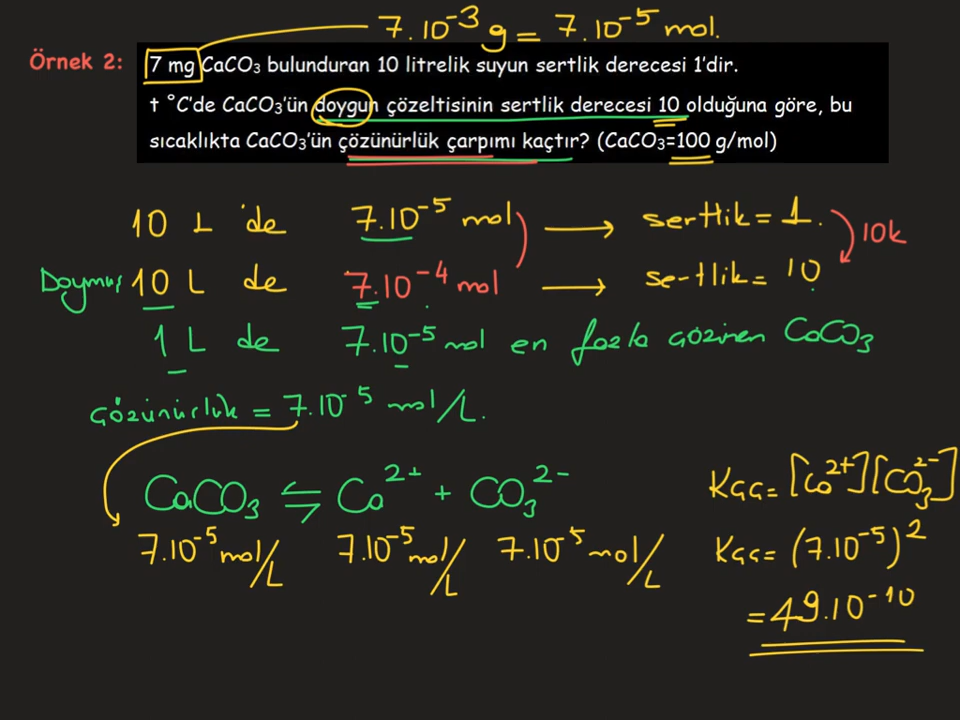 7.10⁻³ g = 7.10⁻⁵ mol.
Örnek 2: 7 mg CaCO₃ bulunduran 10 litrelik suyun sertlik derecesi 1'dir.
t °C'de CaCO₃'ün doygun çözeltisinin sertlik derecesi 10 olduğuna göre, bu
sıcaklıkta CaCO₃'ün çözünürlük çarpımı kaçtır? (CaCO₃=100 g/mol)
10 L 'de 7.10⁻⁵ mol → sertlik = 1. 10k
Doymuş 10 L de 7.10⁻⁴ mol → sertlik = 10
1 L de 7.10⁻⁵ mol en fazla çözünen CaCO₃
Çözünürlük = 7.10⁻⁵ mol/L.
CaCO₃ ⇌ Ca²⁺ + CO₃²⁻ Kçç = [Ca²⁺][CO₃²⁻]
7.10⁻⁵ mol/L 7.10⁻⁵ mol/L 7.10⁻⁵ mol/L Kçç = (7.10⁻⁵)²
= 49.10⁻¹⁰